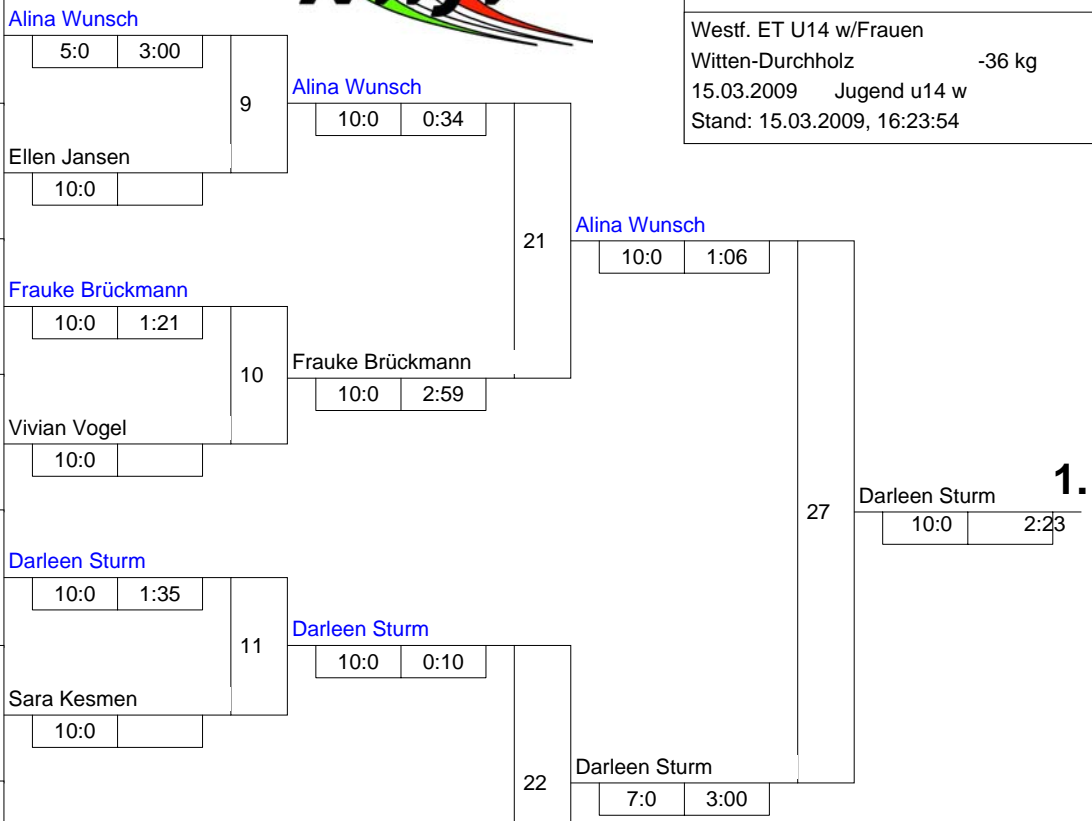 Alina Wunsch
5:0 3:00
9
Ellen Jansen
10:0
Alina Wunsch
10:0 0:34
Westf. ET U14 w/Frauen
Witten-Durchholz -36 kg
15.03.2009 Jugend u14 w
Stand: 15.03.2009, 16:23:54
21
Alina Wunsch
10:0 1:06
Frauke Brückmann
10:0 1:21
10
Frauke Brückmann
10:0 2:59
Vivian Vogel
10:0
27
Darleen Sturm 1.
10:0 2:23
Darleen Sturm
10:0 1:35
11
Darleen Sturm
10:0 0:10
Sara Kesmen
10:0
22
Darleen Sturm
7:0 3:00